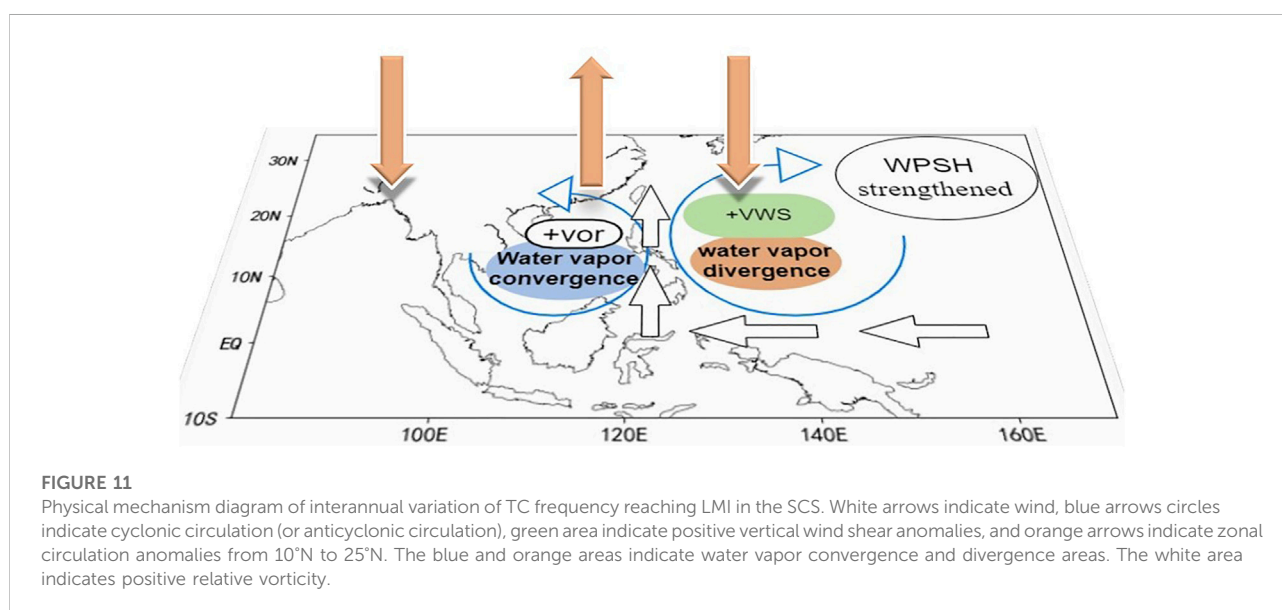 30N
WPSH
strengthened
20N
+VWS
+vor
Water vapor
convergence
water vapor
divergence
10N
EQ
10S
100E
120E
140E
160E
FIGURE 11
Physical mechanism diagram of interannual variation of TC frequency reaching LMI in the SCS. White arrows indicate wind, blue arrows circles
indicate cyclonic circulation (or anticyclonic circulation), green area indicate positive vertical wind shear anomalies, and orange arrows indicate zonal
circulation anomalies from 10°N to 25°N. The blue and orange areas indicate water vapor convergence and divergence areas. The white area
indicates positive relative vorticity.